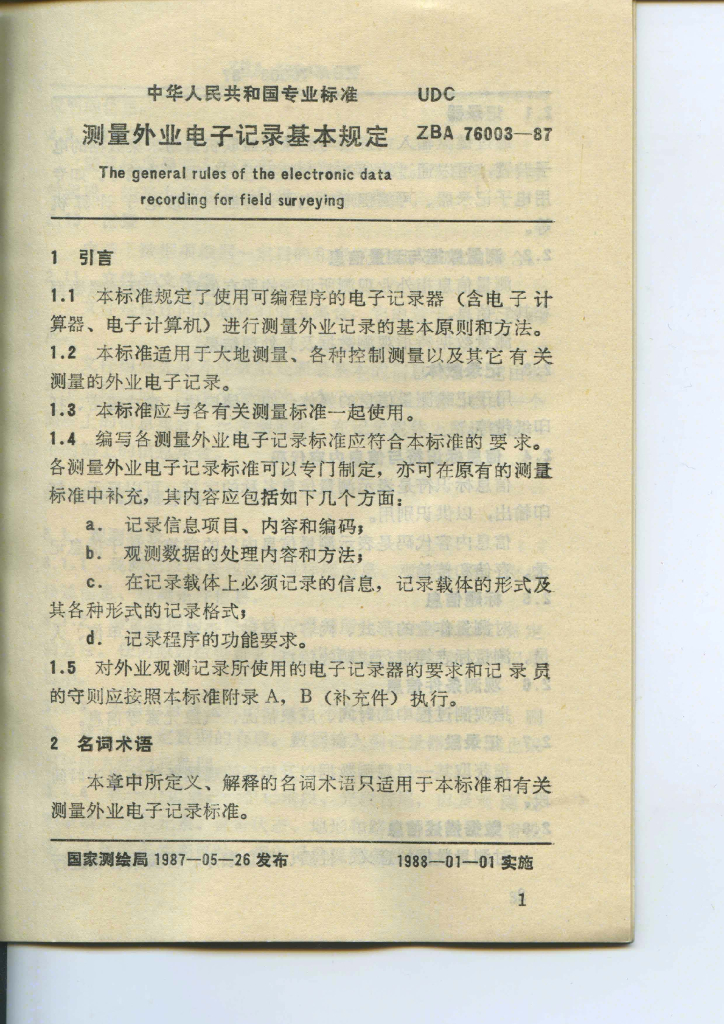 中华人民共和国专业标准 UDC
测量外业电子记录基本规定 ZBA 76003—87
The general rules of the electronic data
recording for field surveying
1 引言
1.1 本标准规定了使用可编程序的电子记录器（含电子计
算器、电子计算机）进行测量外业记录的基本原则和方法。
1.2 本标准适用于大地测量、各种控制测量以及其它有关
测量的外业电子记录。
1.3 本标准应与各有关测量标准一起使用。
1.4 编写各测量外业电子记录标准应符合本标准的要求。
各测量外业电子记录标准可以专门制定，亦可在原有的测量
标准中补充，其内容应包括如下几个方面：
a. 记录信息项目、内容和编码；
b. 观测数据的处理内容和方法；
c. 在记录载体上必须记录的信息，记录载体的形式及
其各种形式的记录格式；
d. 记录程序的功能要求。
1.5 对外业观测记录所使用的电子记录器的要求和记录员
的守则应按照本标准附录A，B（补充件）执行。
2 名词术语
本章中所定义、解释的名词术语只适用于本标准和有关
测量外业电子记录标准。
国家测绘局 1987—05—26 发布 1988—01—01 实施
1